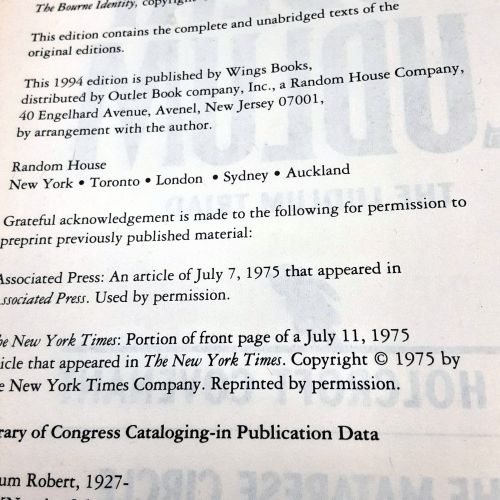 The Bourne Identity, copyright
This edition contains the complete and unabridged texts of the
original editions.
This 1994 edition is published by Wings Books,
distributed by Outlet Book company, Inc., a Random House Company,
40 Engelhard Avenue, Avenel, New Jersey 07001,
by arrangement with the author.
Random House
New York • Toronto • London • Sydney • Auckland
Grateful acknowledgement is made to the following for permission to
preprint previously published material:
Associated Press: An article of July 7, 1975 that appeared in
Associated Press. Used by permission.
The New York Times: Portion of front page of a July 11, 1975
icle that appeared in The New York Times. Copyright © 1975 by
e New York Times Company. Reprinted by permission.
rary of Congress Cataloging-in Publication Data
um Robert, 1927-